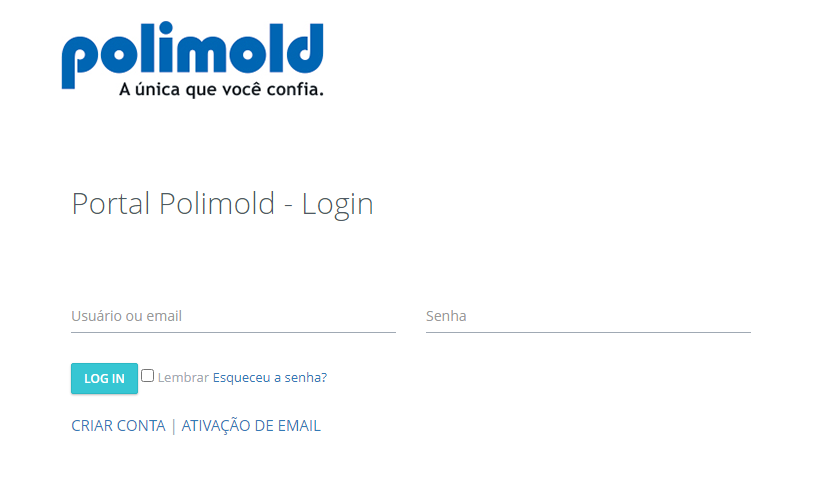 polimold
A única que você confia.
Portal Polimold - Login
Usuário ou email Senha
LOG IN Lembrar Esqueceu a senha?
CRIAR CONTA | ATIVAÇÃO DE EMAIL